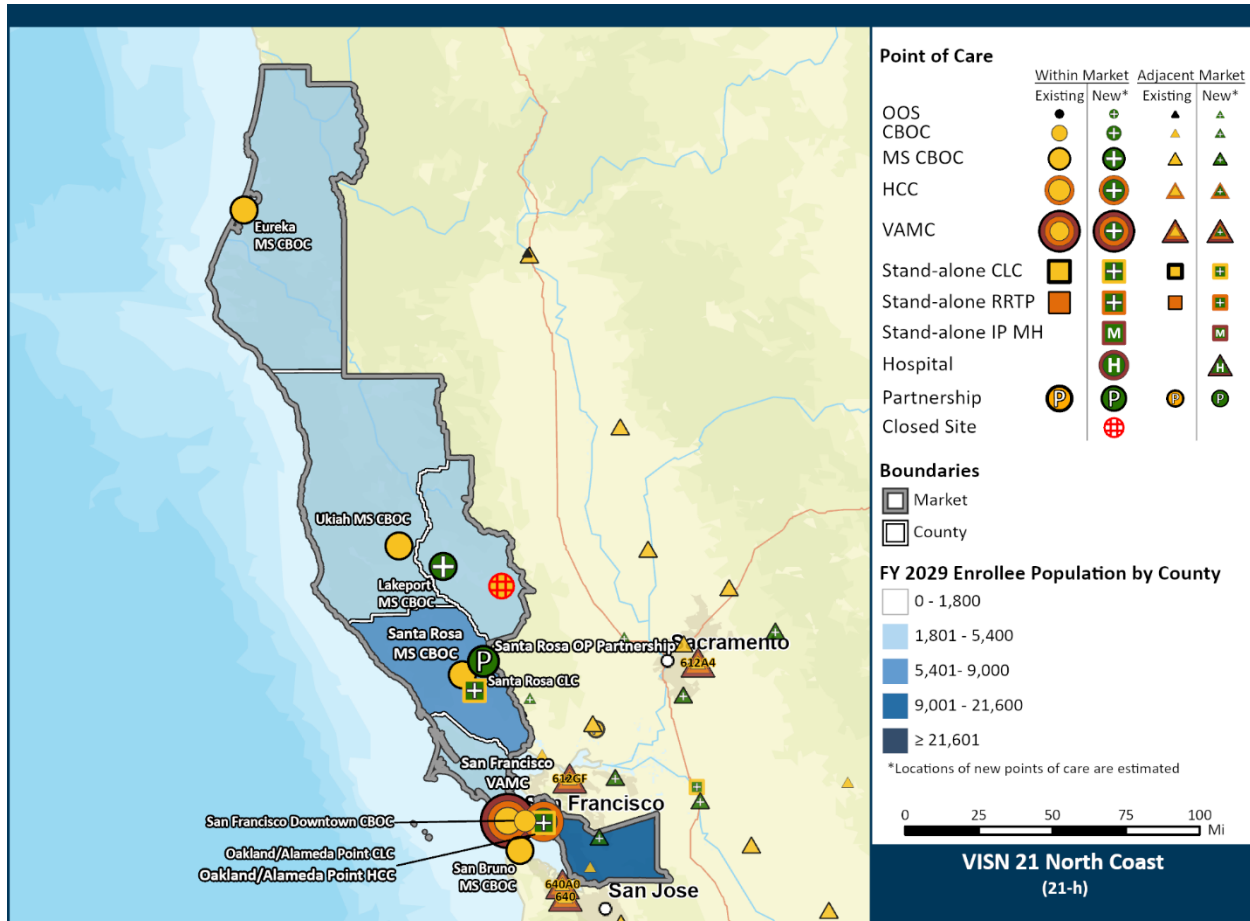 Eureka
MS CBOC
Ukiah MS CBOC
Lakeport
MS CBOC
Santa Rosa
MS CBOC
Santa Rosa OP Partnership
Santa Rosa CLC
Sacramento
612A4
San Francisco
VAMC
612GF
San Francisco
San Francisco Downtown CBOC
Oakland/Alameda Point CLC
Oakland/Alameda Point HCC
San Bruno
MS CBOC
640A0
640
San Jose
Point of Care
Within Market Adjacent Market
Existing New* Existing New*
OOS
CBOC
MS CBOC
HCC
VAMC
Stand-alone CLC
Stand-alone RRTP
Stand-alone IP MH M M
Hospital H H
Partnership P P P P
Closed Site
Boundaries
Market
County
FY 2029 Enrollee Population by County
0 - 1,800
1,801 - 5,400
5,401- 9,000
9,001 - 21,600
≥ 21,601
*Locations of new points of care are estimated
0 25 50 75 100
Mi
VISN 21 North Coast
(21-h)
P